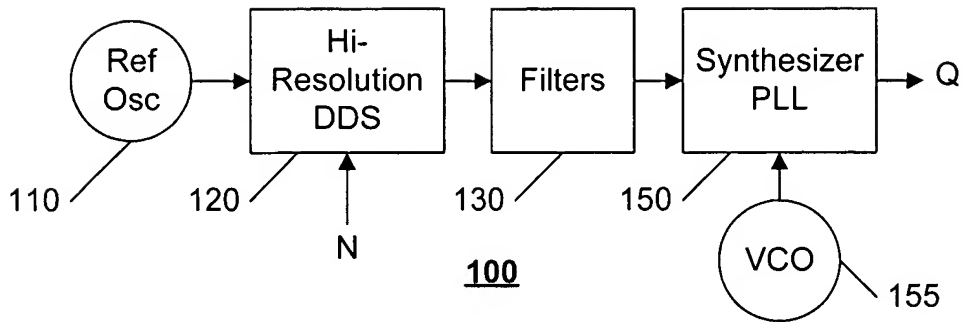 Ref
Osc
Hi-
Resolution
DDS
Filters
Synthesizer
PLL
Q
110
120
N
130
150
VCO
155
100